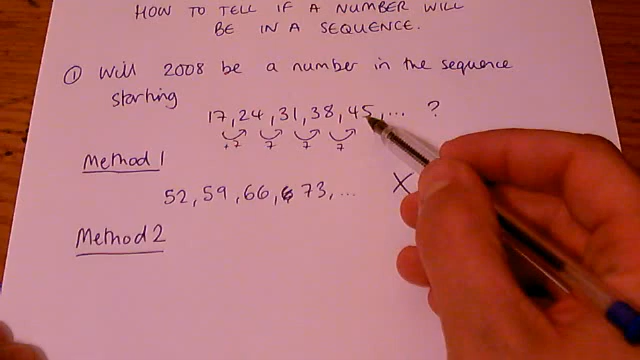 HOW TO TELL IF A NUMBER WILL
BE IN A SEQUENCE.
① Will 2008 be a number in the sequence
starting
17, 24, 31, 38, 45, ... ?
+7 7 7 7
Method 1
52, 59, 66, 73, ... X
Method 2